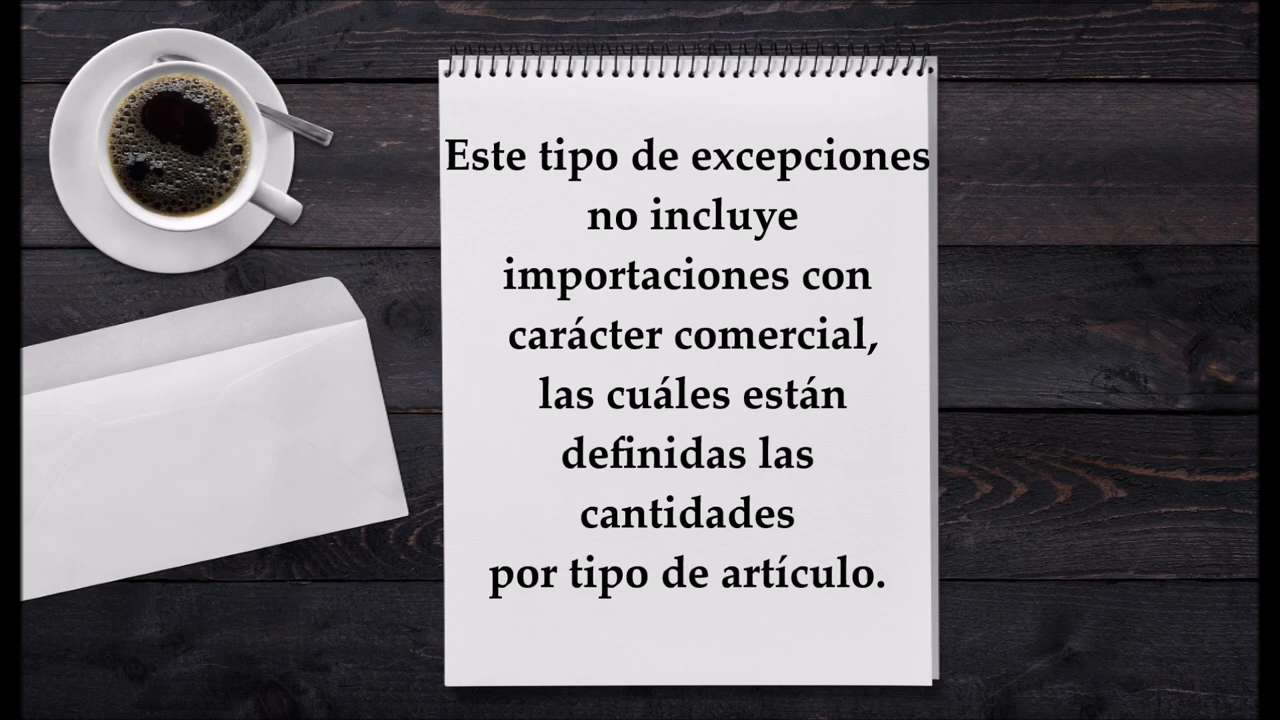 Este tipo de excepciones
no incluye
importaciones con
carácter comercial,
las cuáles están
definidas las
cantidades
por tipo de artículo.